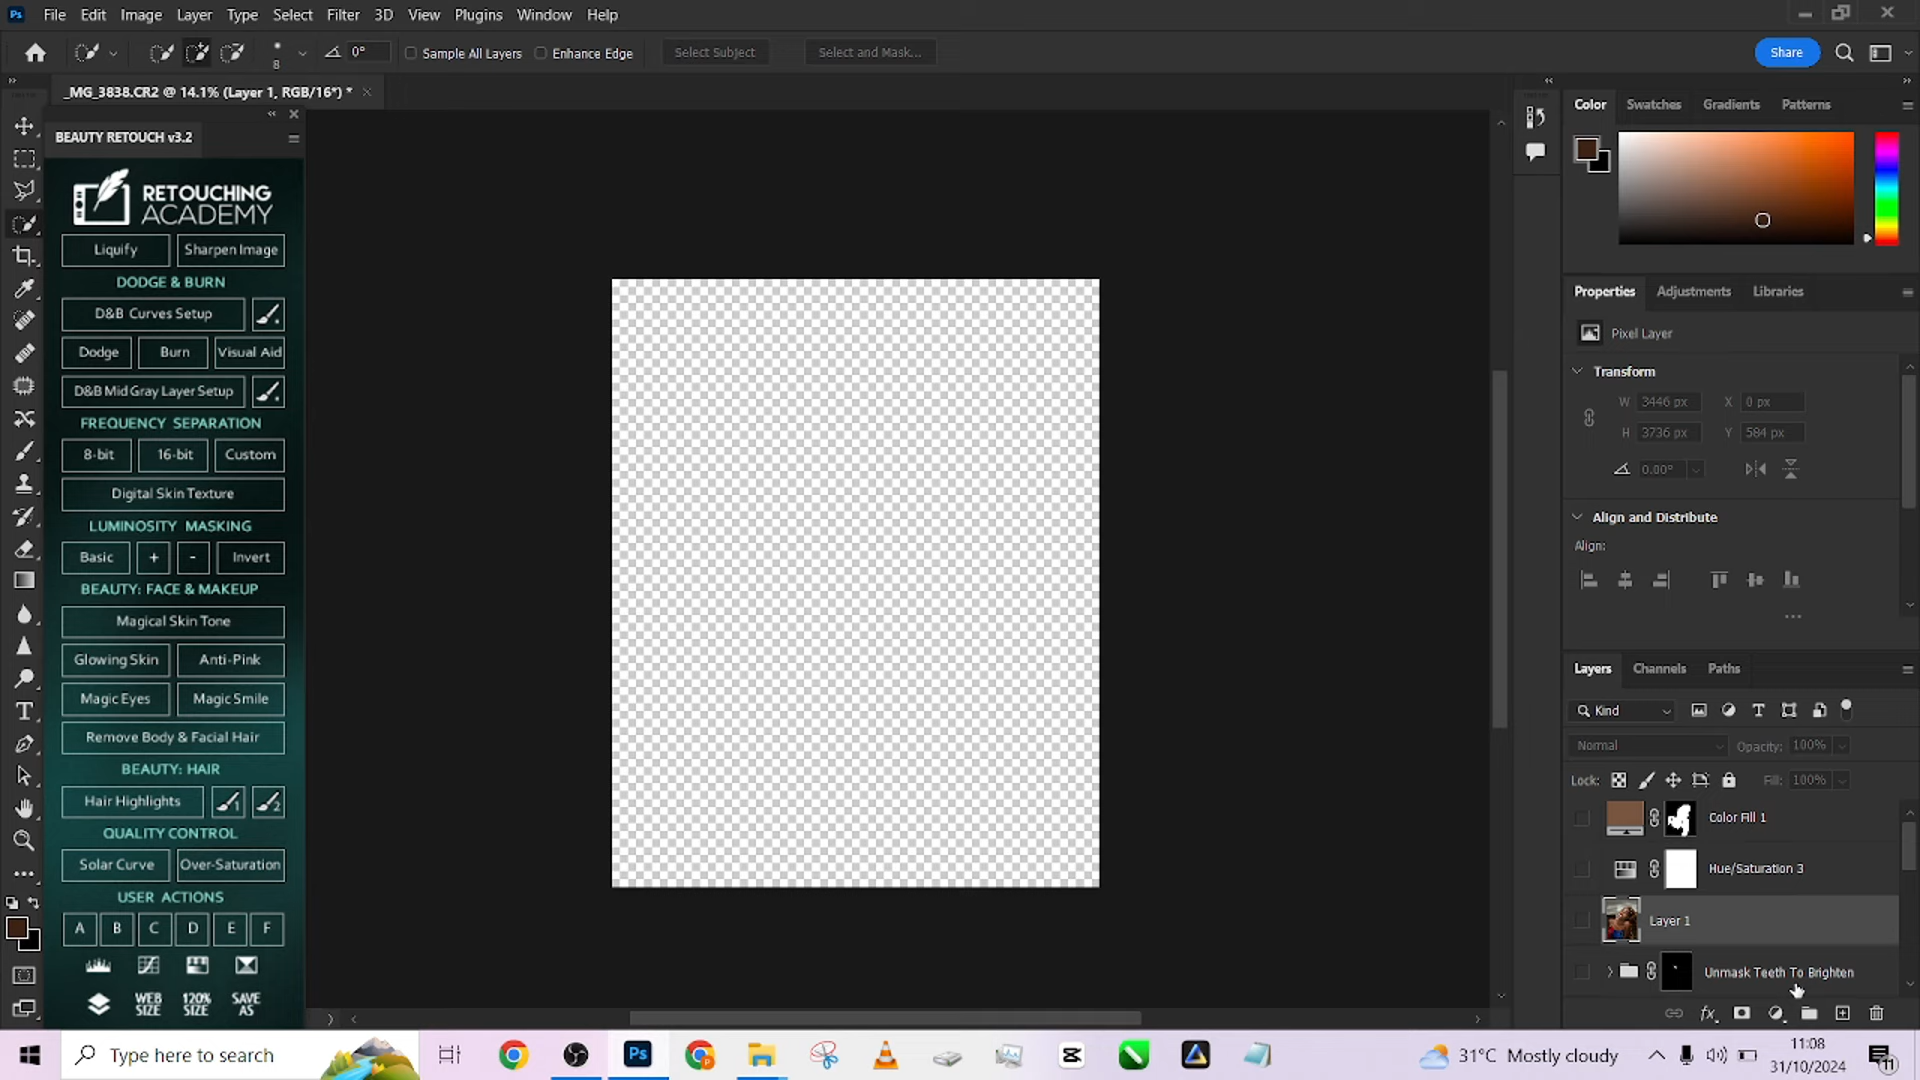 Ps File Edit Image Layer Type Select Filter 3D View Plugins Window Help
8 0° Sample All Layers Enhance Edge Select Subject Select and Mask... Share
_MG_3838.CR2 @ 14.1% (Layer 1, RGB/16*) *
BEAUTY RETOUCH v3.2
RETOUCHING
ACADEMY
Liquify Sharpen Image
DODGE & BURN
D&B Curves Setup
Dodge Burn Visual Aid
D&B Mid Gray Layer Setup
FREQUENCY SEPARATION
8-bit 16-bit Custom
Digital Skin Texture
LUMINOSITY MASKING
Basic + - Invert
BEAUTY: FACE & MAKEUP
Magical Skin Tone
Glowing Skin Anti-Pink
Magic Eyes Magic Smile
Remove Body & Facial Hair
BEAUTY: HAIR
Hair Highlights 1 2
QUALITY CONTROL
Solar Curve Over-Saturation
USER ACTIONS
A B C D E F
WEB SIZE 120% SIZE SAVE AS
Color Swatches Gradients Patterns
Properties Adjustments Libraries
Pixel Layer
Transform
W 3446 px X 0 px
H 3736 px Y 584 px
0.00°
Align and Distribute
Align:
Layers Channels Paths
Kind
Normal Opacity: 100%
Lock: Fill: 100%
Color Fill 1
Hue/Saturation 3
Layer 1
Unmask Teeth To Brighten
fx
Type here to search Ps 31°C Mostly cloudy 11:08
31/10/2024 11